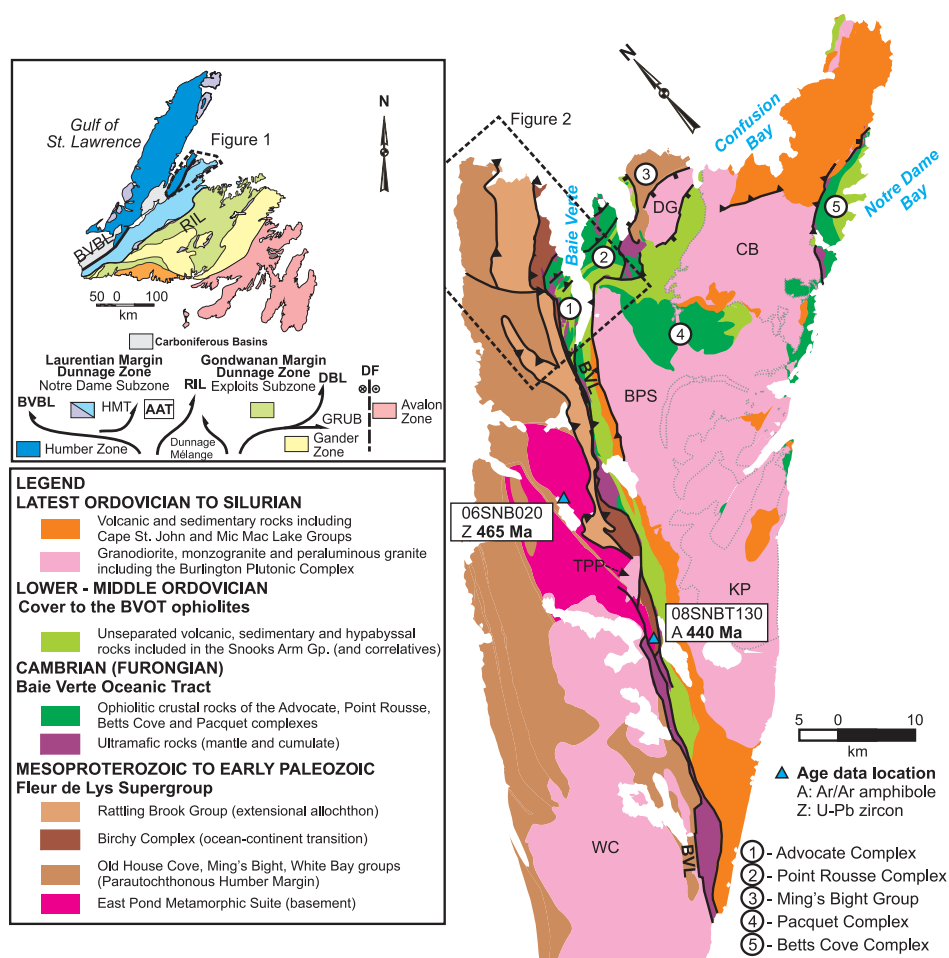 Gulf of
St. Lawrence
Figure 1
N
BVBL
RIL
50 0 100
km
Carboniferous Basins
Laurentian Margin
Dunnage Zone
Notre Dame Subzone
Gondwanan Margin
Dunnage Zone
Exploits Subzone
BVBL
HMT
AAT
RIL
DBL
DF
GRUB
Avalon
Zone
Humber Zone
Dunnage
Mélange
Gander
Zone
LEGEND
LATEST ORDOVICIAN TO SILURIAN
Volcanic and sedimentary rocks including
Cape St. John and Mic Mac Lake Groups
Granodiorite, monzogranite and peraluminous granite
including the Burlington Plutonic Complex
LOWER - MIDDLE ORDOVICIAN
Cover to the BVOT ophiolites
Unseparated volcanic, sedimentary and hypabyssal
rocks included in the Snooks Arm Gp. (and correlatives)
CAMBRIAN (FURONGIAN)
Baie Verte Oceanic Tract
Ophiolitic crustal rocks of the Advocate, Point Rousse,
Betts Cove and Pacquet complexes
Ultramafic rocks (mantle and cumulate)
MESOPROTEROZOIC TO EARLY PALEOZOIC
Fleur de Lys Supergroup
Rattling Brook Group (extensional allochthon)
Birchy Complex (ocean-continent transition)
Old House Cove, Ming's Bight, White Bay groups
(Parautochthonous Humber Margin)
East Pond Metamorphic Suite (basement)
N
Figure 2
Baie Verte
Confusion
Bay
Notre Dame
Bay
3
DG
5
CB
2
1
4
BVL
BPS
06SNB020
Z 465 Ma
TPP
KP
08SNBT130
A 440 Ma
WC
BVL
5 0 10
km
Age data location
A: Ar/Ar amphibole
Z: U-Pb zircon
1 - Advocate Complex
2 - Point Rousse Complex
3 - Ming's Bight Group
4 - Pacquet Complex
5 - Betts Cove Complex